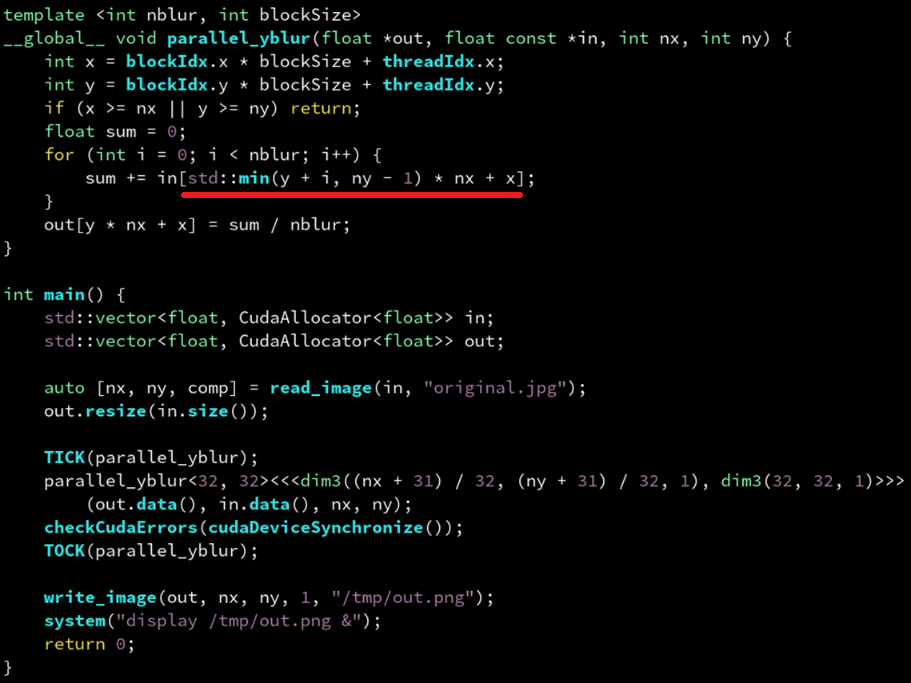 template <int nblur, int blockSize>
__global__ void parallel_yblur(float *out, float const *in, int nx, int ny) {
    int x = blockIdx.x * blockSize + threadIdx.x;
    int y = blockIdx.y * blockSize + threadIdx.y;
    if (x >= nx || y >= ny) return;
    float sum = 0;
    for (int i = 0; i < nblur; i++) {
        sum += in[std::min(y + i, ny - 1) * nx + x];
    }
    out[y * nx + x] = sum / nblur;
}

int main() {
    std::vector<float, CudaAllocator<float>> in;
    std::vector<float, CudaAllocator<float>> out;

    auto [nx, ny, comp] = read_image(in, "original.jpg");
    out.resize(in.size());

    TICK(parallel_yblur);
    parallel_yblur<32, 32><<<dim3((nx + 31) / 32, (ny + 31) / 32, 1), dim3(32, 32, 1)>>>
        (out.data(), in.data(), nx, ny);
    checkCudaErrors(cudaDeviceSynchronize());
    TOCK(parallel_yblur);

    write_image(out, nx, ny, 1, "/tmp/out.png");
    system("display /tmp/out.png &");
    return 0;
}